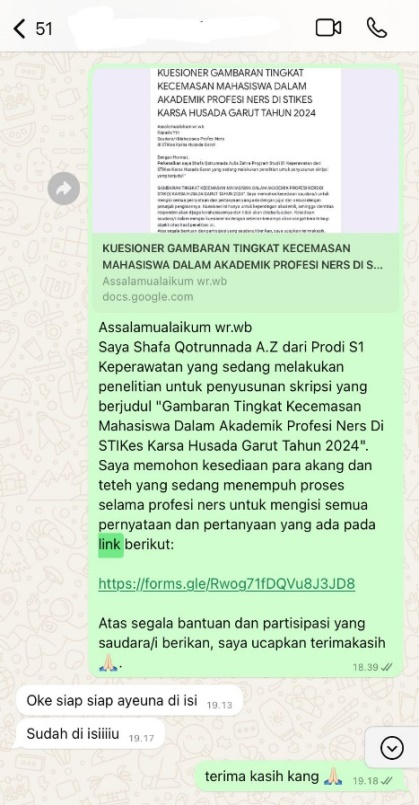 51
KUESIONER GAMBARAN TINGKAT
KECEMASAN MAHASISWA DALAM
AKADEMIK PROFESI NERS DI STIKES
KARSA HUSADA GARUT TAHUN 2024
KUESIONER GAMBARAN TINGKAT KECEMASAN
MAHASISWA DALAM AKADEMIK PROFESI NERS DI S...
Assalamualaikum wr.wb
docs.google.com
Assalamualaikum wr.wb
Saya Shafa Qotrunnada A.Z dari Prodi S1
Keperawatan yang sedang melakukan
penelitian untuk penyusunan skripsi yang
berjudul "Gambaran Tingkat Kecemasan
Mahasiswa Dalam Akademik Profesi Ners Di
STIKes Karsa Husada Garut Tahun 2024".
Saya memohon kesediaan para akang dan
teteh yang sedang menempuh proses
selama profesi ners untuk mengisi semua
pernyataan dan pertanyaan yang ada pada
link berikut:
https://forms.gle/Rwog71fDQVu8J3JD8
Atas segala bantuan dan partisipasi yang
saudara/i berikan, saya ucapkan terimakasih
🙏🏻.
18.39
Oke siap siap ayeuna di isi 19.13
Sudah di isiiiiu 19.17
terima kasih kang 🙏🏻 19.18